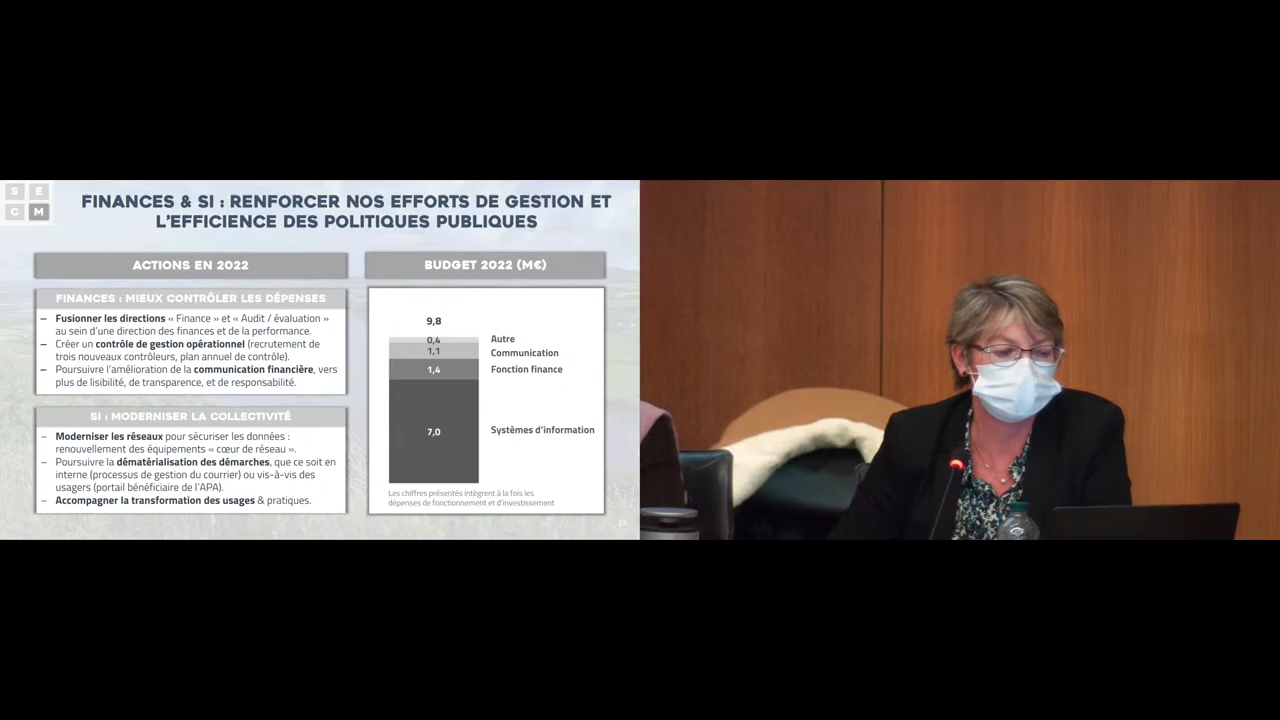 S E
C M
FINANCES & SI : RENFORCER NOS EFFORTS DE GESTION ET
L'EFFICIENCE DES POLITIQUES PUBLIQUES
ACTIONS EN 2022
FINANCES : MIEUX CONTRÔLER LES DÉPENSES
– Fusionner les directions « Finance » et « Audit / évaluation »
au sein d'une direction des finances et de la performance.
– Créer un contrôle de gestion opérationnel (recrutement de
trois nouveaux contrôleurs, plan annuel de contrôle).
– Poursuivre l'amélioration de la communication financière, vers
plus de lisibilité, de transparence, et de responsabilité.
SI : MODERNISER LA COLLECTIVITÉ
– Moderniser les réseaux pour sécuriser les données :
renouvellement des équipements « cœur de réseau ».
– Poursuivre la dématérialisation des démarches, que ce soit en
interne (processus de gestion du courrier) ou vis-à-vis des
usagers (portail bénéficiaire de l'APA).
– Accompagner la transformation des usages & pratiques.
BUDGET 2022 (M€)
9,8
0,4 Autre
1,1 Communication
1,4 Fonction finance
7,0 Systèmes d'information
Les chiffres présentés intègrent à la fois les
dépenses de fonctionnement et d'investissement
27